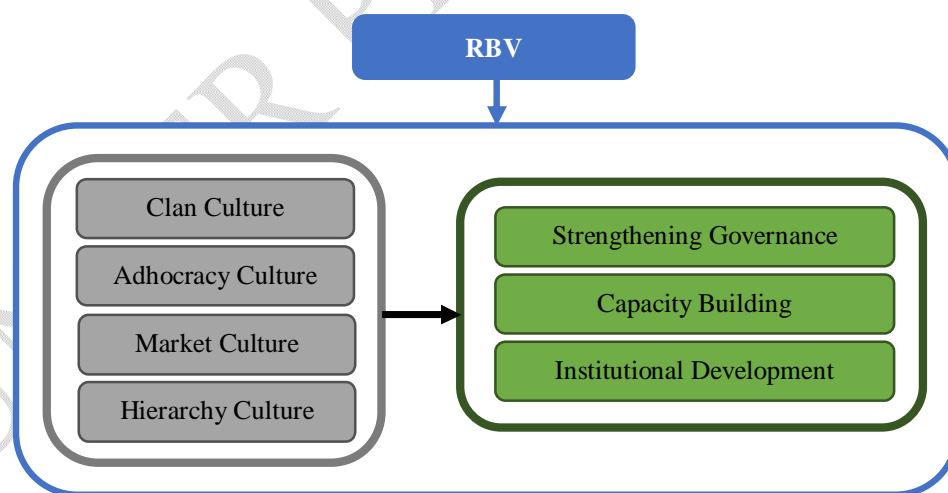 RBV
Clan Culture
Adhocracy Culture
Market Culture
Hierarchy Culture
Strengthening Governance
Capacity Building
Institutional Development